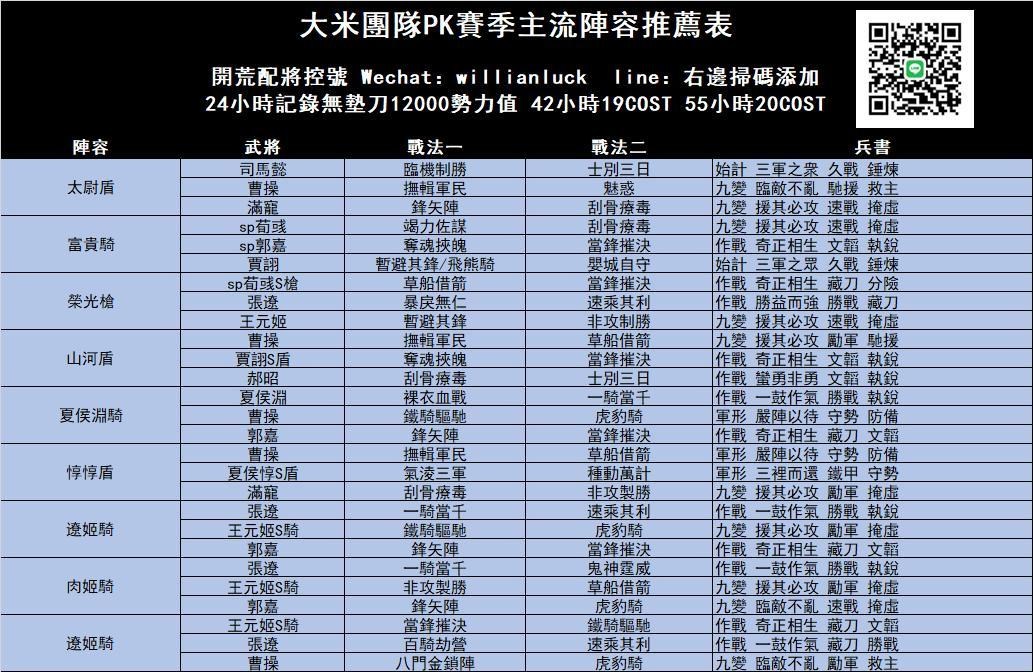 大米團隊PK賽季主流陣容推薦表
開荒配將控號 Wechat：willianluck line：右邊掃碼添加
24小時記錄無墊刀12000勢力值 42小時19COST 55小時20COST
陣容 武將 戰法一 戰法二 兵書
太尉盾
司馬懿 臨機制勝 士別三日 始計 三軍之衆 久戰 錘煉
曹操 撫輯軍民 魅惑 九變 臨敵不亂 馳援 救主
滿寵 鋒矢陣 刮骨療毒 九變 援其必攻 速戰 掩虛
富貴騎
sp荀彧 竭力佐謀 刮骨療毒 九變 援其必攻 速戰 掩虛
sp郭嘉 奪魂挾魄 當鋒摧決 作戰 奇正相生 文韜 執銳
賈詡 暫避其鋒/飛熊騎 嬰城自守 始計 三軍之眾 久戰 錘煉
榮光槍
sp荀彧S槍 草船借箭 當鋒摧決 作戰 奇正相生 藏刀 分險
張遼 暴戾無仁 速乘其利 作戰 勝益而強 勝戰 藏刀
王元姬 暫避其鋒 非攻制勝 九變 援其必攻 速戰 掩虛
山河盾
曹操 撫輯軍民 草船借箭 九變 援其必攻 勵軍 馳援
賈詡S盾 奪魂挾魄 當鋒摧決 作戰 奇正相生 文韜 執銳
郝昭 刮骨療毒 士別三日 作戰 蠻勇非勇 文韜 執銳
夏侯淵騎
夏侯淵 裸衣血戰 一騎當千 作戰 一鼓作氣 勝戰 執銳
曹操 鐵騎驅馳 虎豹騎 軍形 嚴陣以待 守勢 防備
郭嘉 鋒矢陣 當鋒摧決 作戰 奇正相生 藏刀 文韜
惇惇盾
曹操 撫輯軍民 草船借箭 軍形 嚴陣以待 守勢 防備
夏侯惇S盾 氣淩三軍 種動萬計 軍形 三裡而還 鐵甲 守勢
滿寵 刮骨療毒 非攻製勝 九變 援其必攻 勵軍 掩虛
遼姬騎
張遼 一騎當千 速乘其利 作戰 一鼓作氣 勝戰 執銳
王元姬S騎 鐵騎驅馳 虎豹騎 九變 援其必攻 勵軍 掩虛
郭嘉 鋒矢陣 當鋒摧決 作戰 奇正相生 藏刀 文韜
肉姬騎
張遼 一騎當千 鬼神霆威 作戰 一鼓作氣 勝戰 執銳
王元姬S騎 非攻製勝 草船借箭 九變 援其必攻 勵軍 掩虛
郭嘉 鋒矢陣 虎豹騎 九變 臨敵不亂 速戰 掩虛
遼姬騎
王元姬S騎 當鋒摧決 鐵騎驅馳 作戰 奇正相生 藏刀 文韜
張遼 百騎劫營 速乘其利 作戰 一鼓作氣 藏刀 勝戰
曹操 八門金鎖陣 虎豹騎 九變 臨敵不亂 勵軍 救主